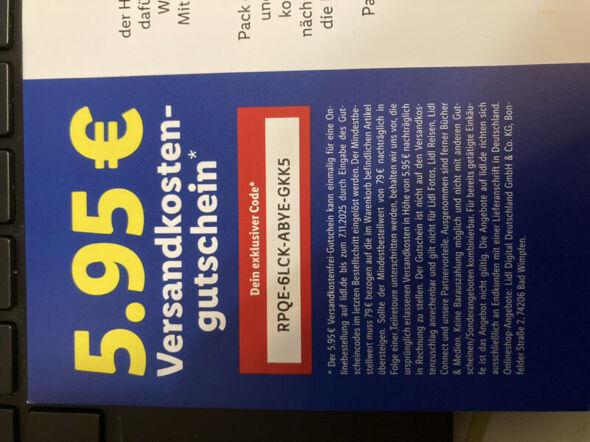 der H
dafü
W
Mit
Pack
un
ko
näch
die
Pa
5.95 €
Versandkosten-
gutschein*
Dein exklusiver Code*
RPQE-6LCK-ABYE-GKK5
* Der 5.95 € Versandkostenfrei-Gutschein kann einmalig für eine On-
linebestellung auf lidl.de bis zum 7.11.2025 durch Eingabe des Gut-
scheincodes im letzten Bestellschritt eingelöst werden. Der Mindestbe-
stellwert muss 79 € bezogen auf die im Warenkorb befindlichen Artikel
übersteigen. Sollte der Mindestbestellwert von 79 € nachträglich in
Folge einer Teilretoure unterschritten werden, behalten wir uns vor, die
ursprünglich erlassenen Versandkosten in Höhe von 5.95 € nachträglich
in Rechnung zu stellen. Der Gutschein ist nicht auf den Versandkos-
tenzuschlag anrechenbar und gilt nicht für Lidl Fotos, Lidl Reisen, Lidl
Connect und unsere Partnervorteile. Ausgenommen sind ferner Bücher
& Medien. Keine Barauszahlung möglich und nicht mit anderen Gut-
scheinen/Sonderangeboten kombinierbar. Für bereits getätigte Einkäu-
fe ist das Angebot nicht gültig. Die Angebote auf lidl.de richten sich
ausschließlich an Endkunden mit einer Lieferanschrift in Deutschland.
Onlineshop-Angebote: Lidl Digital Deutschland GmbH & Co. KG, Bon-
felder Straße 2, 74206 Bad Wimpfen.